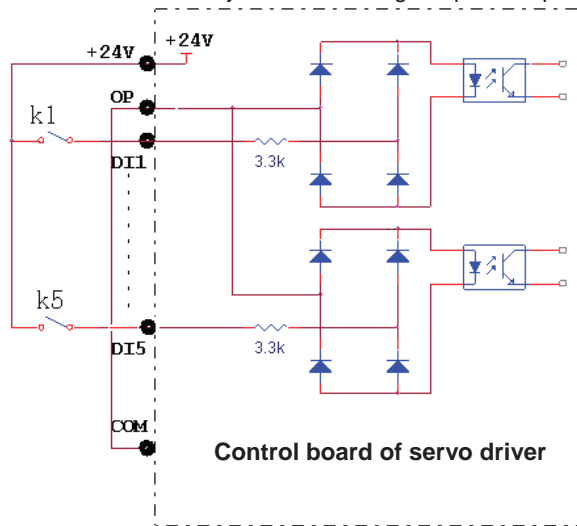 +24V
+24V
OP
k1
DI1
3.3k
k5
DI5
3.3k
COM
Control board of servo driver